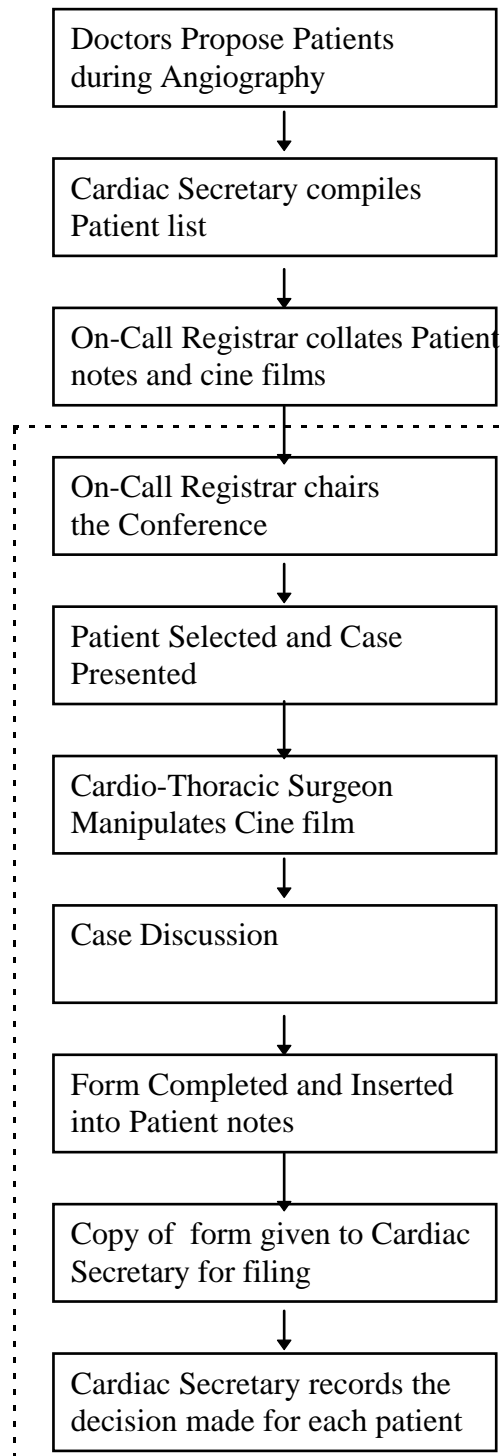 Doctors Propose Patients
during Angiography
Cardiac Secretary compiles
Patient list
On-Call Registrar collates Patient
notes and cine films
On-Call Registrar chairs
the Conference
Patient Selected and Case
Presented
Cardio-Thoracic Surgeon
Manipulates Cine film
Case Discussion
Form Completed and Inserted
into Patient notes
Copy of form given to Cardiac
Secretary for filing
Cardiac Secretary records the
decision made for each patient